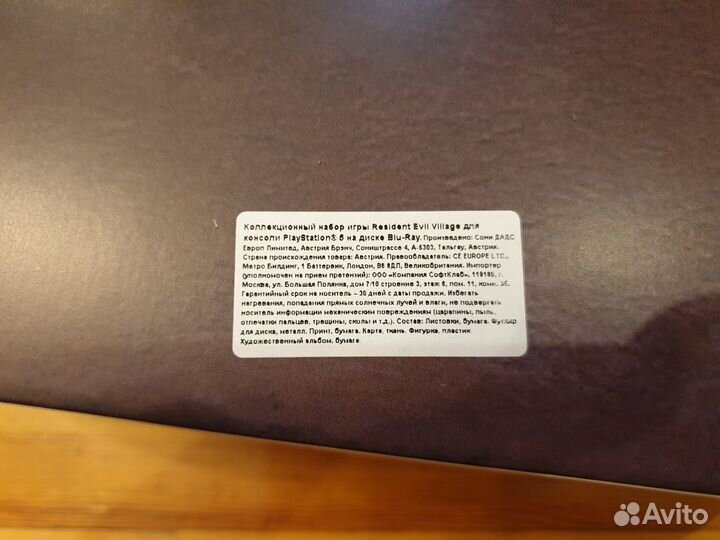 Коллекционный набор игры Resident Evil Village для
консоли PlayStation® 5 на диске Blu-Ray. Произведено: Сони ДАДС
Европ Лимитед, Австрия Брэнч, Соништрассе 4, А-5303, Тальгау, Австрия.
Страна происхождения товара: Австрия. Правообладатель: CE EUROPE LTD.,
Метро Билдинг, 1 Баттервик, Лондон, В6 8ДЛ, Великобритания. Импортер
(уполномочен на прием претензий): ООО «Компания СофтКлаб», 119180, г.
Москва, ул. Большая Полянка, дом 7/10 строение 3, этаж 6, пом. 11, комн. 3Е.
Гарантийный срок на носитель – 30 дней с даты продажи. Избегать
нагревания, попадения прямых солнечных лучей и влаги, не подвергать
носитель информации механическим повреждениям (царапины, пыль,
отпечатки пальцев, трещины, сколы и т.д.). Состав: Листовки, бумага. Футляр
для диска, металл. Принт, бумага. Карта, ткань. Фигурка, пластик
Художественный альбом, бумага.
Avito